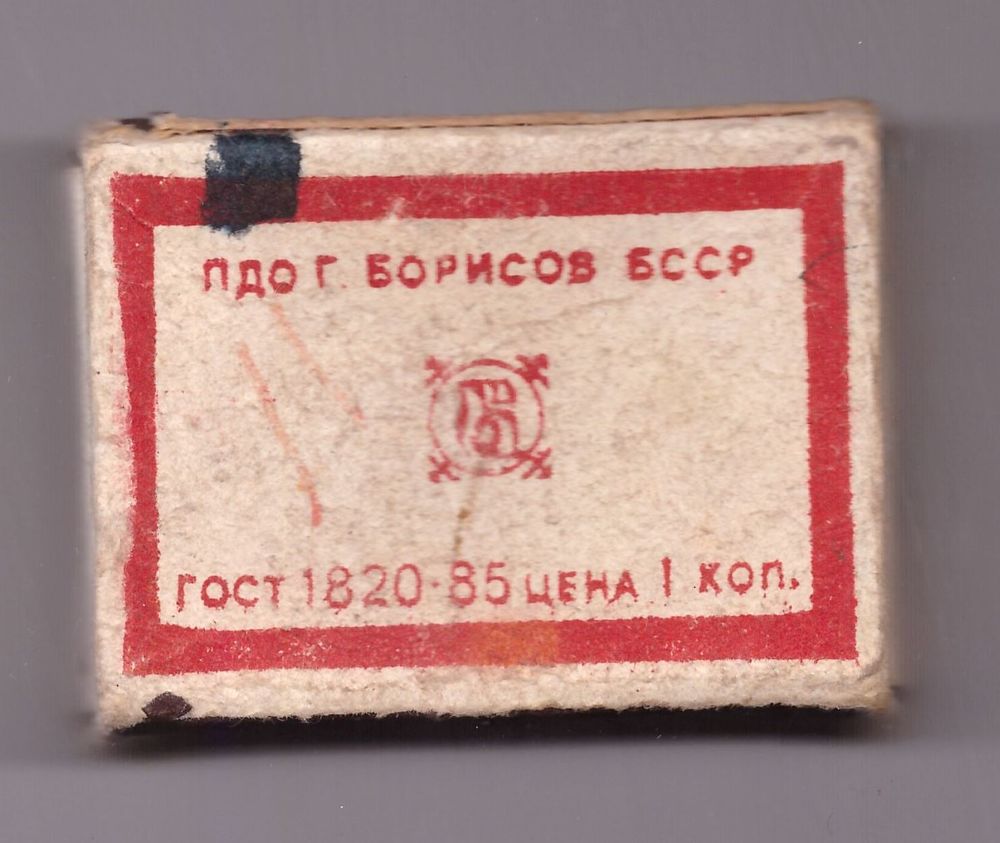 ПДО Г. БОРИСОВ БССР
ГОСТ 1820-85 ЦЕНА 1 КОП.